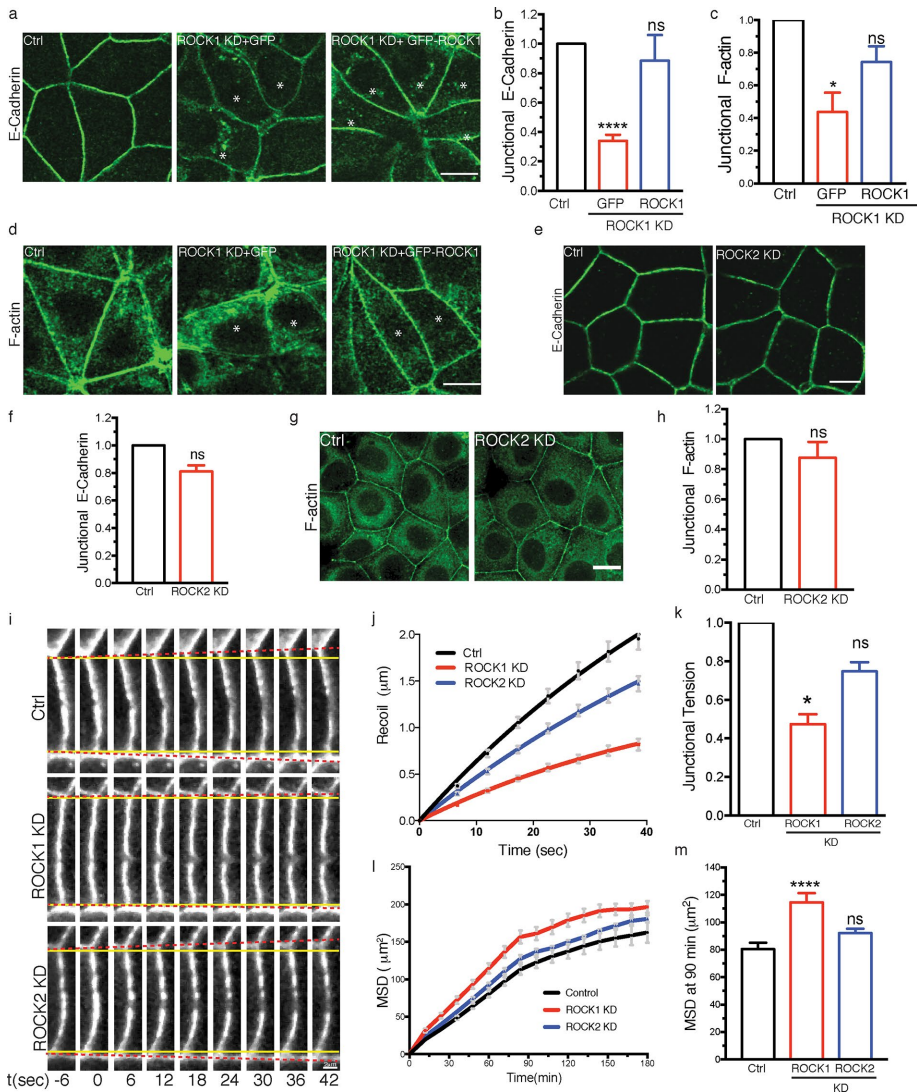 a
E-Cadherin
Ctrl
ROCK1 KD+GFP
ROCK1 KD+ GFP-ROCK1
* * * * * * * *
b
Junctional E-Cadherin
1.2
1.0
0.8
0.6
0.4
0.2
0.0
****
ns
Ctrl GFP ROCK1
ROCK1 KD
c
Junctional F-actin
1.0
0.8
0.6
0.4
0.2
0.0
*
ns
Ctrl GFP ROCK1
ROCK1 KD
d
F-actin
Ctrl
ROCK1 KD+GFP
ROCK1 KD+GFP-ROCK1
* * * *
e
E-Cadherin
Ctrl
ROCK2 KD
f
Junctional E-Cadherin
1.2
1.0
0.8
0.6
0.4
0.2
0.0
ns
Ctrl ROCK2 KD
g
F-actin
Ctrl
ROCK2 KD
h
Junctional F-actin
1.2
1.0
0.8
0.6
0.4
0.2
0.0
ns
Ctrl ROCK2 KD
i
Ctrl
ROCK1 KD
ROCK2 KD
t(sec) -6 0 6 12 18 24 30 36 42
j
Recoil (μm)
2.0
1.5
1.0
0.5
0.0
Ctrl
ROCK1 KD
ROCK2 KD
0 10 20 30 40
Time (sec)
k
Junctional Tension
1.0
0.8
0.6
0.4
0.2
0.0
*
ns
Ctrl ROCK1 ROCK2
KD
l
MSD ( μm²)
250
200
150
100
50
0
Control
ROCK1 KD
ROCK2 KD
0 30 60 90 120 150 180
Time(min)
m
MSD at 90 min (μm²)
140
120
100
80
60
40
20
0
****
ns
Ctrl ROCK1 ROCK2
KD